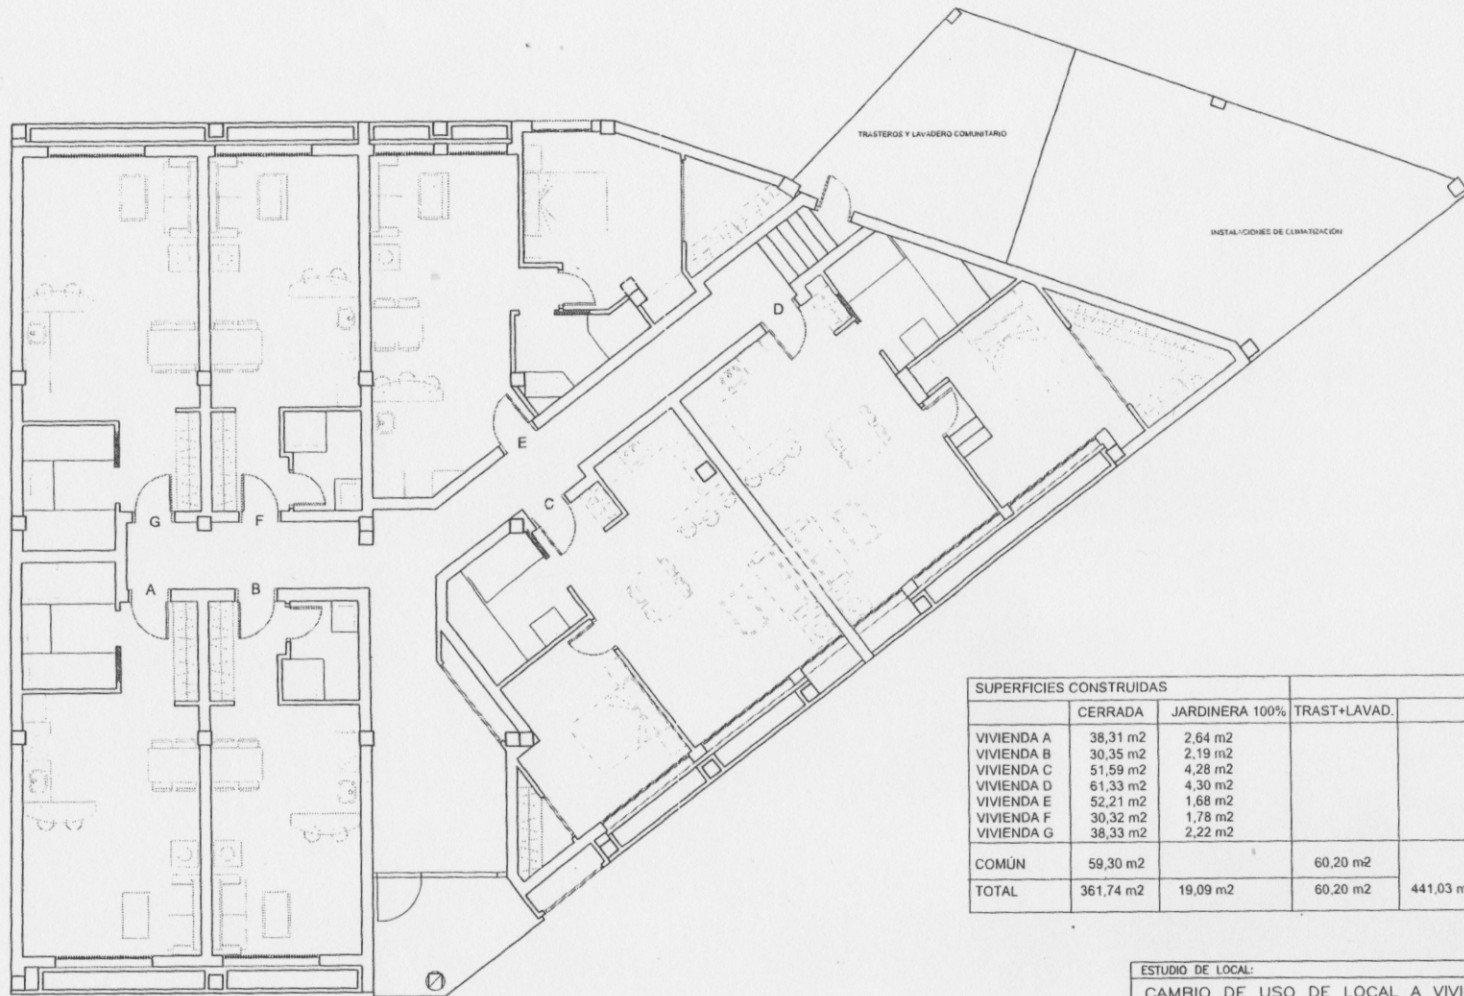 TRASTEROS Y LAVADERO COMUNITARIO
INSTALACIONES DE CLIMATIZACIÓN
D
E
C
G
F
A
B
SUPERFICIES CONSTRUIDAS
CERRADA JARDINERA 100% TRAST+LAVAD.
VIVIENDA A 38,31 m2 2,64 m2
VIVIENDA B 30,35 m2 2,19 m2
VIVIENDA C 51,59 m2 4,28 m2
VIVIENDA D 61,33 m2 4,30 m2
VIVIENDA E 52,21 m2 1,68 m2
VIVIENDA F 30,32 m2 1,78 m2
VIVIENDA G 38,33 m2 2,22 m2
COMÚN 59,30 m2 60,20 m2
TOTAL 361,74 m2 19,09 m2 60,20 m2 441,03 m
ESTUDIO DE LOCAL:
CAMBIO DE USO DE LOCAL A VIVI